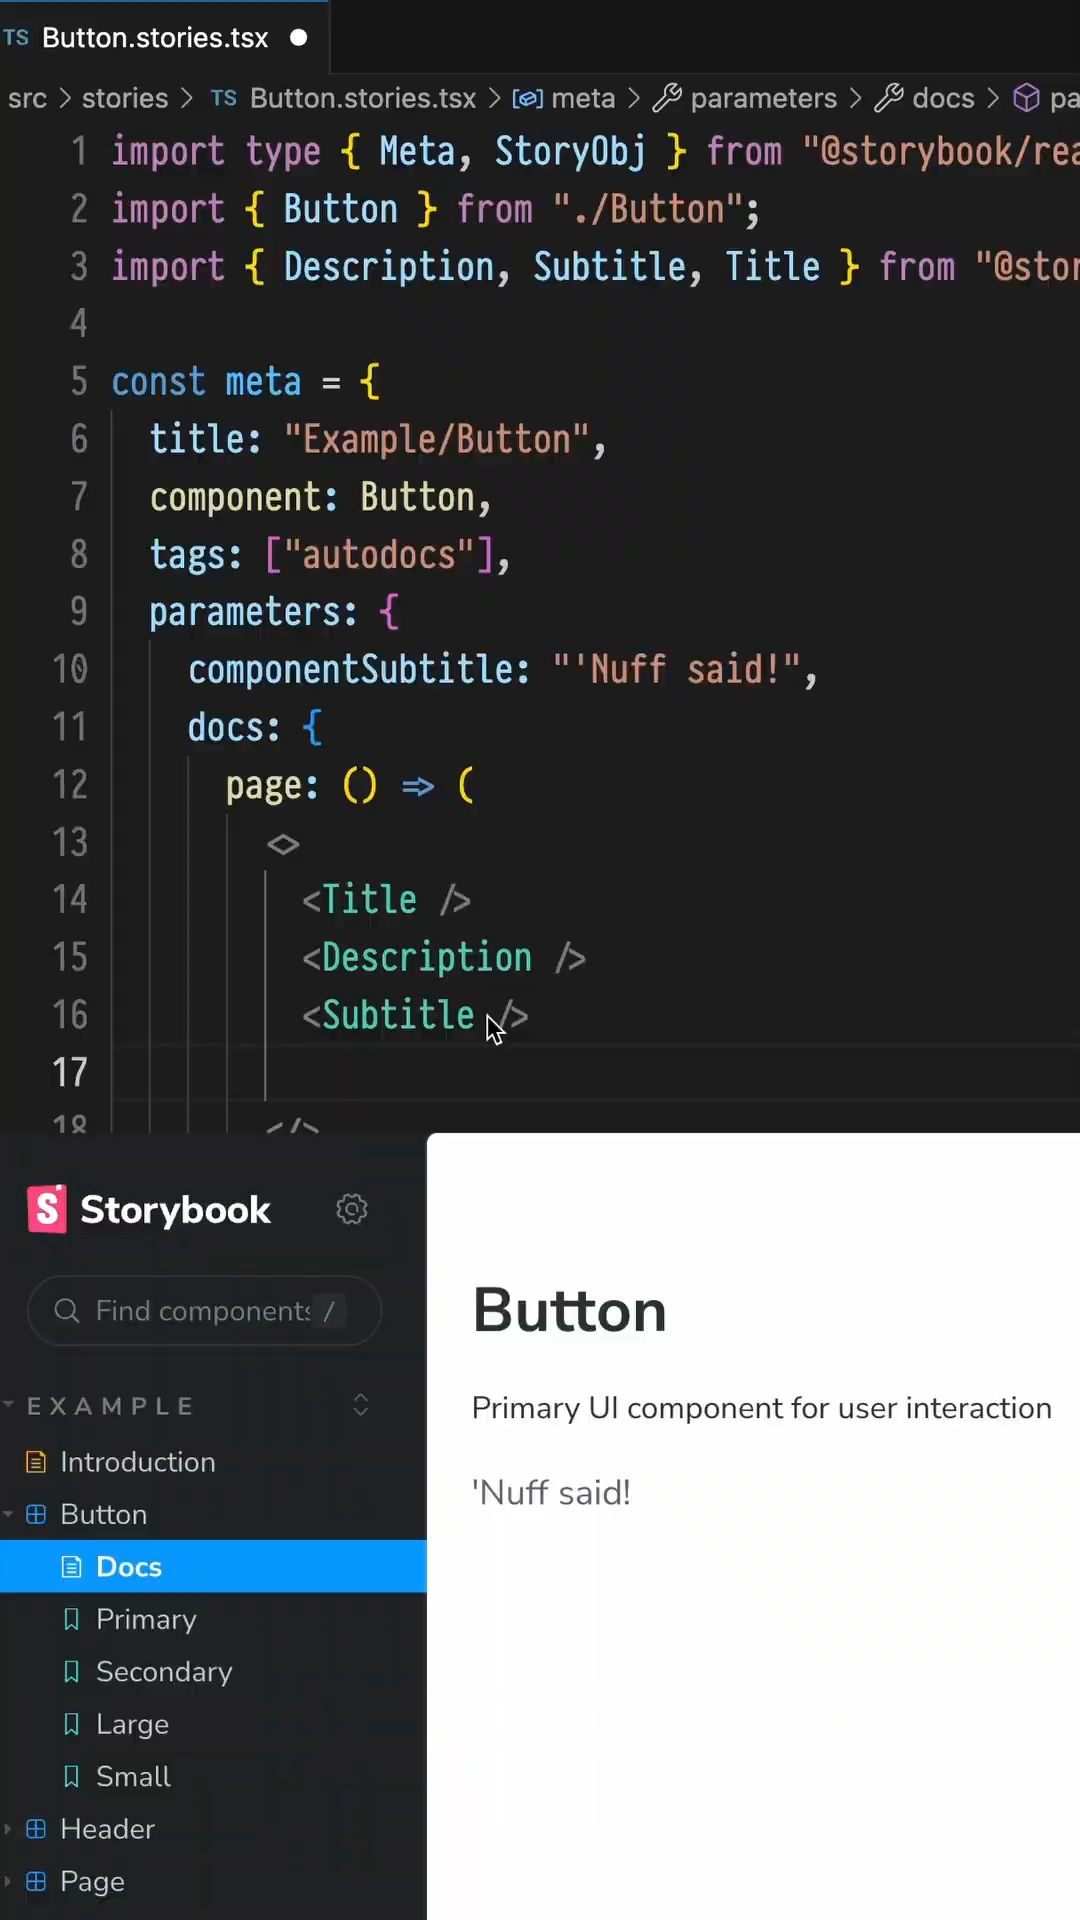 TS Button.stories.tsx
src > stories > TS Button.stories.tsx > meta > parameters > docs > pa
1 import type { Meta, StoryObj } from "@storybook/rea
2 import { Button } from "./Button";
3 import { Description, Subtitle, Title } from "@stor
4
5 const meta = {
6 title: "Example/Button",
7 component: Button,
8 tags: ["autodocs"],
9 parameters: {
10 componentSubtitle: "'Nuff said!",
11 docs: {
12 page: () => (
13 <>
14 <Title />
15 <Description />
16 <Subtitle />
17
18 </>
S Storybook
Find components /
EXAMPLE
Introduction
Button
Docs
Primary
Secondary
Large
Small
Header
Page
Button
Primary UI component for user interaction
'Nuff said!